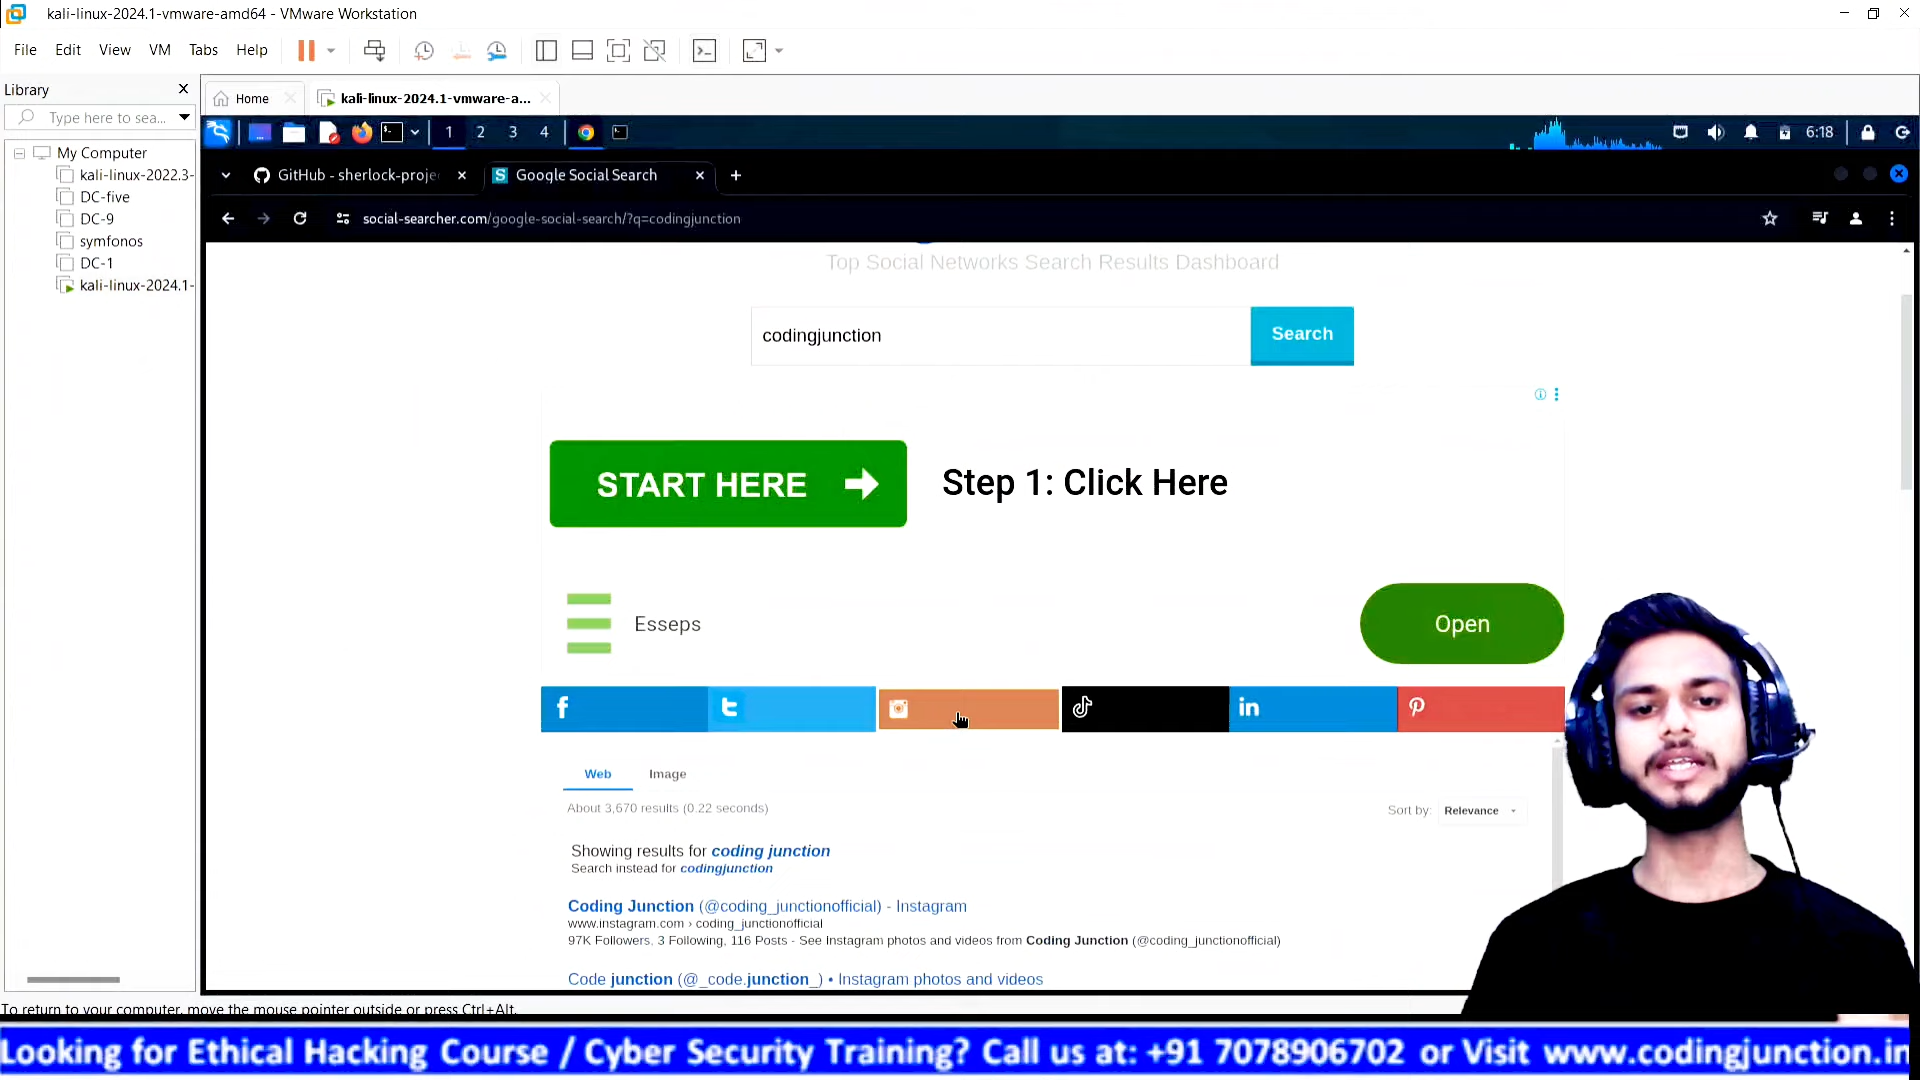 kali-linux-2024.1-vmware-amd64 - VMware Workstation
File Edit View VM Tabs Help
Library
Home
kali-linux-2024.1-vmware-a...
Type here to sea...
1 2 3 4
6:18
My Computer
kali-linux-2022.3-
DC-five
DC-9
symfonos
DC-1
kali-linux-2024.1-
GitHub - sherlock-proje
Google Social Search
social-searcher.com/google-social-search/?q=codingjunction
Top Social Networks Search Results Dashboard
codingjunction
Search
START HERE
Step 1: Click Here
Esseps
Open
Web Image
About 3,670 results (0.22 seconds)
Sort by: Relevance
Showing results for coding junction
Search instead for codingjunction
Coding Junction (@coding_junctionofficial) - Instagram
www.instagram.com › coding_junctionofficial
97K Followers, 3 Following, 116 Posts - See Instagram photos and videos from Coding Junction (@coding_junctionofficial)
Code junction (@_code.junction_) • Instagram photos and videos
To return to your computer, move the mouse pointer outside or press Ctrl+Alt.
Looking for Ethical Hacking Course / Cyber Security Training? Call us at: +91 7078906702 or Visit www.codingjunction.in